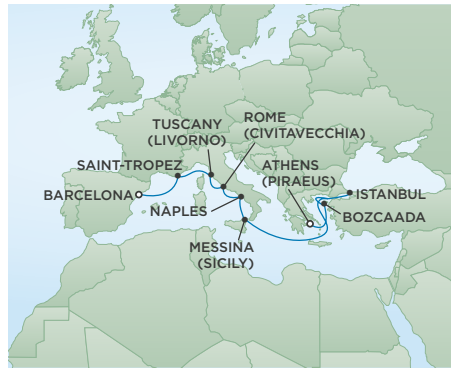 ROME
(CIVITAVECCHIA)
TUSCANY
(LIVORNO)
ATHENS
(PIRAEUS)
SAINT-TROPEZ
BARCELONA
ISTANBUL
NAPLES
BOZCAADA
MESSINA
(SICILY)